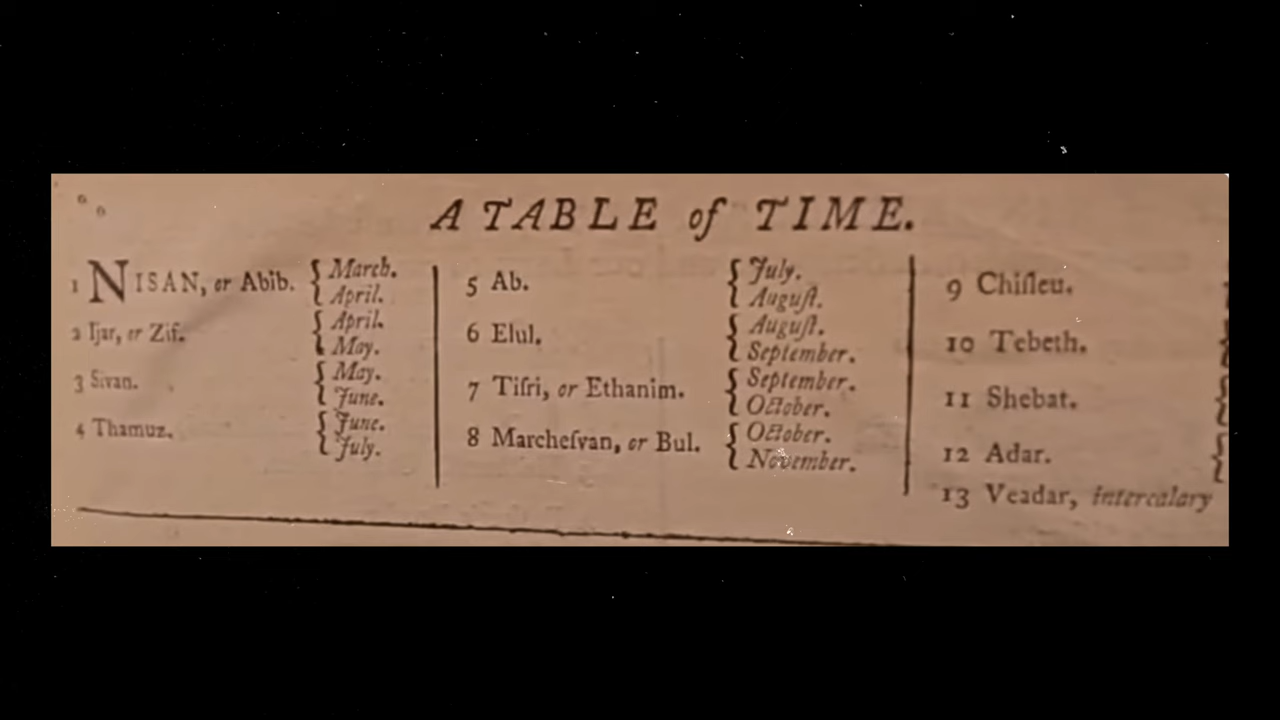 A TABLE of TIME.
1 NISAN, or Abib. { March. April.
2 Ijar, or Zif. { April. May.
3 Sivan. { May. June.
4 Thamuz. { June. July.
5 Ab. { July. Auguſt.
6 Elul. { Auguſt. September.
7 Tiſri, or Ethanim. { September. October.
8 Marcheſvan, or Bul. { October. November.
9 Chiſleu.
10 Tebeth.
11 Shebat.
12 Adar.
13 Veadar, intercalary